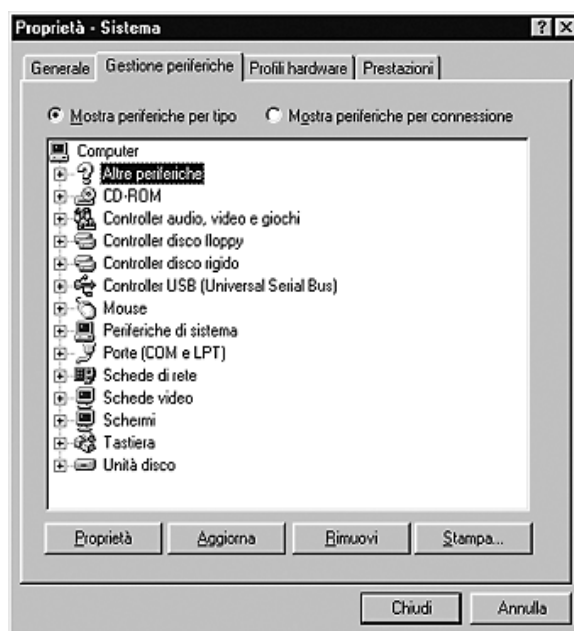 Proprietà - Sistema
Generale Gestione periferiche Profili hardware Prestazioni
Mostra periferiche per tipo Mostra periferiche per connessione
Computer
Altre periferiche
CD-ROM
Controller audio, video e giochi
Controller disco floppy
Controller disco rigido
Controller USB (Universal Serial Bus)
Mouse
Periferiche di sistema
Porte (COM e LPT)
Schede di rete
Schede video
Schermi
Tastiera
Unità disco
Proprietà Aggiorna Rimuovi Stampa...
Chiudi Annulla